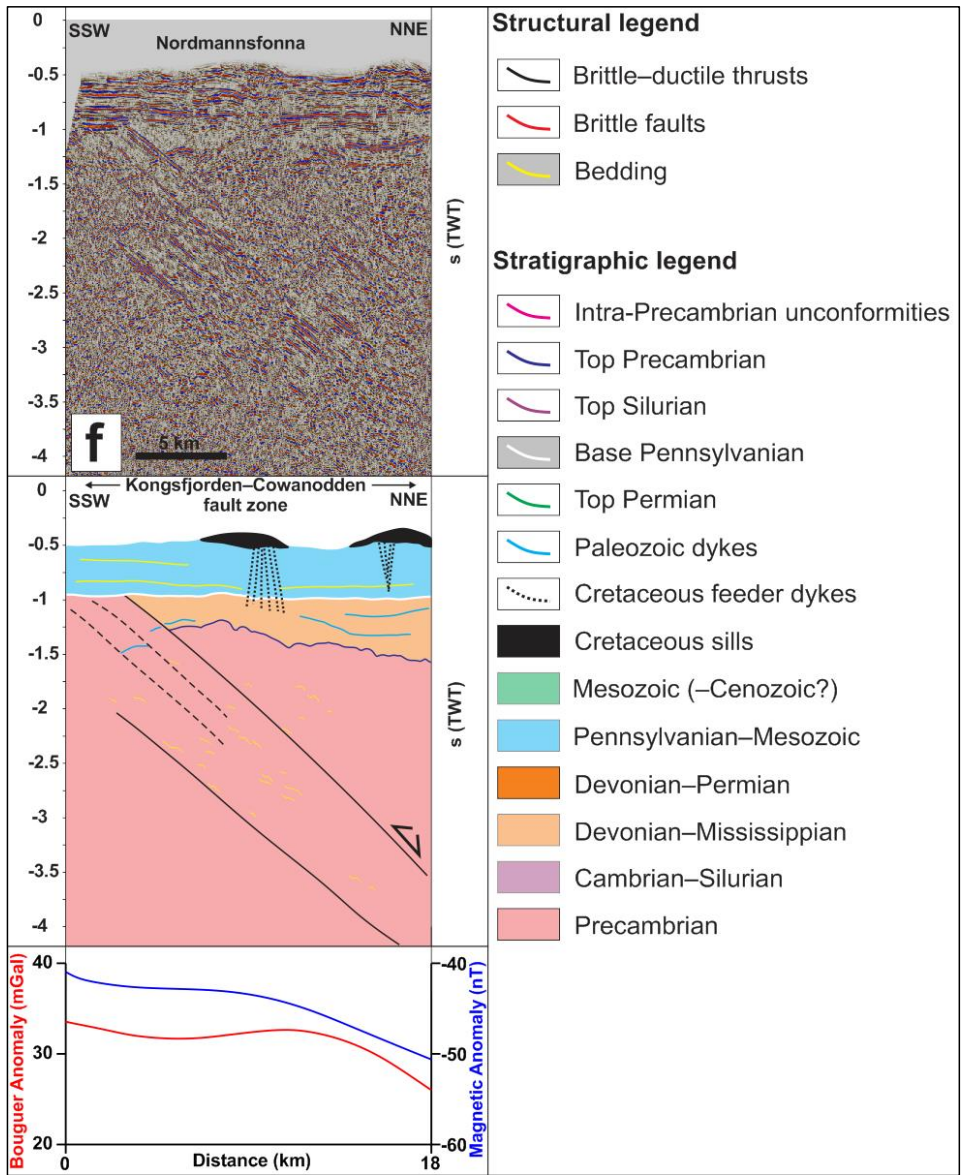 0
SSW
NNE
Nordmannsfonna
-0.5
-1
-1.5
-2
-2.5
-3
-3.5
-4
s (TWT)
f
5 km
0
Kongsfjorden–Cowanodden
SSW
NNE
fault zone
-0.5
-1
-1.5
-2
-2.5
-3
-3.5
-4
s (TWT)
40
30
20
Bouguer Anomaly (mGal)
-40
-50
-60
Magnetic Anomaly (nT)
0
Distance (km)
18
Structural legend
Brittle–ductile thrusts
Brittle faults
Bedding
Stratigraphic legend
Intra-Precambrian unconformities
Top Precambrian
Top Silurian
Base Pennsylvanian
Top Permian
Paleozoic dykes
Cretaceous feeder dykes
Cretaceous sills
Mesozoic (–Cenozoic?)
Pennsylvanian–Mesozoic
Devonian–Permian
Devonian–Mississippian
Cambrian–Silurian
Precambrian